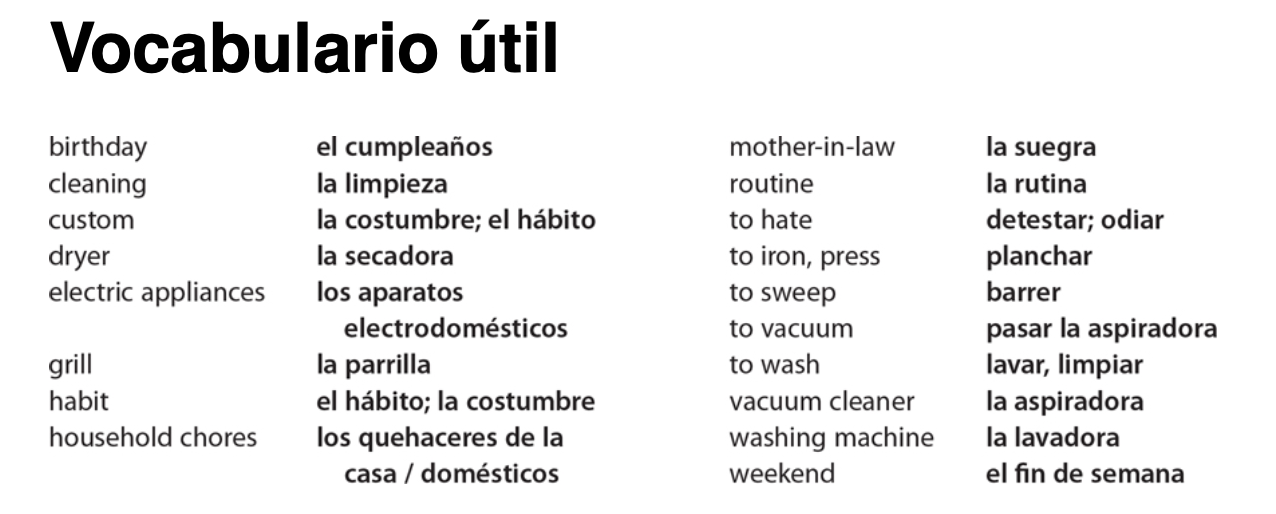 Vocabulario útil
birthday el cumpleaños
cleaning la limpieza
custom la costumbre; el hábito
dryer la secadora
electric appliances los aparatos
electrodomésticos
grill la parrilla
habit el hábito; la costumbre
household chores los quehaceres de la
casa / domésticos
mother-in-law la suegra
routine la rutina
to hate detestar; odiar
to iron, press planchar
to sweep barrer
to vacuum pasar la aspiradora
to wash lavar, limpiar
vacuum cleaner la aspiradora
washing machine la lavadora
weekend el fin de semana